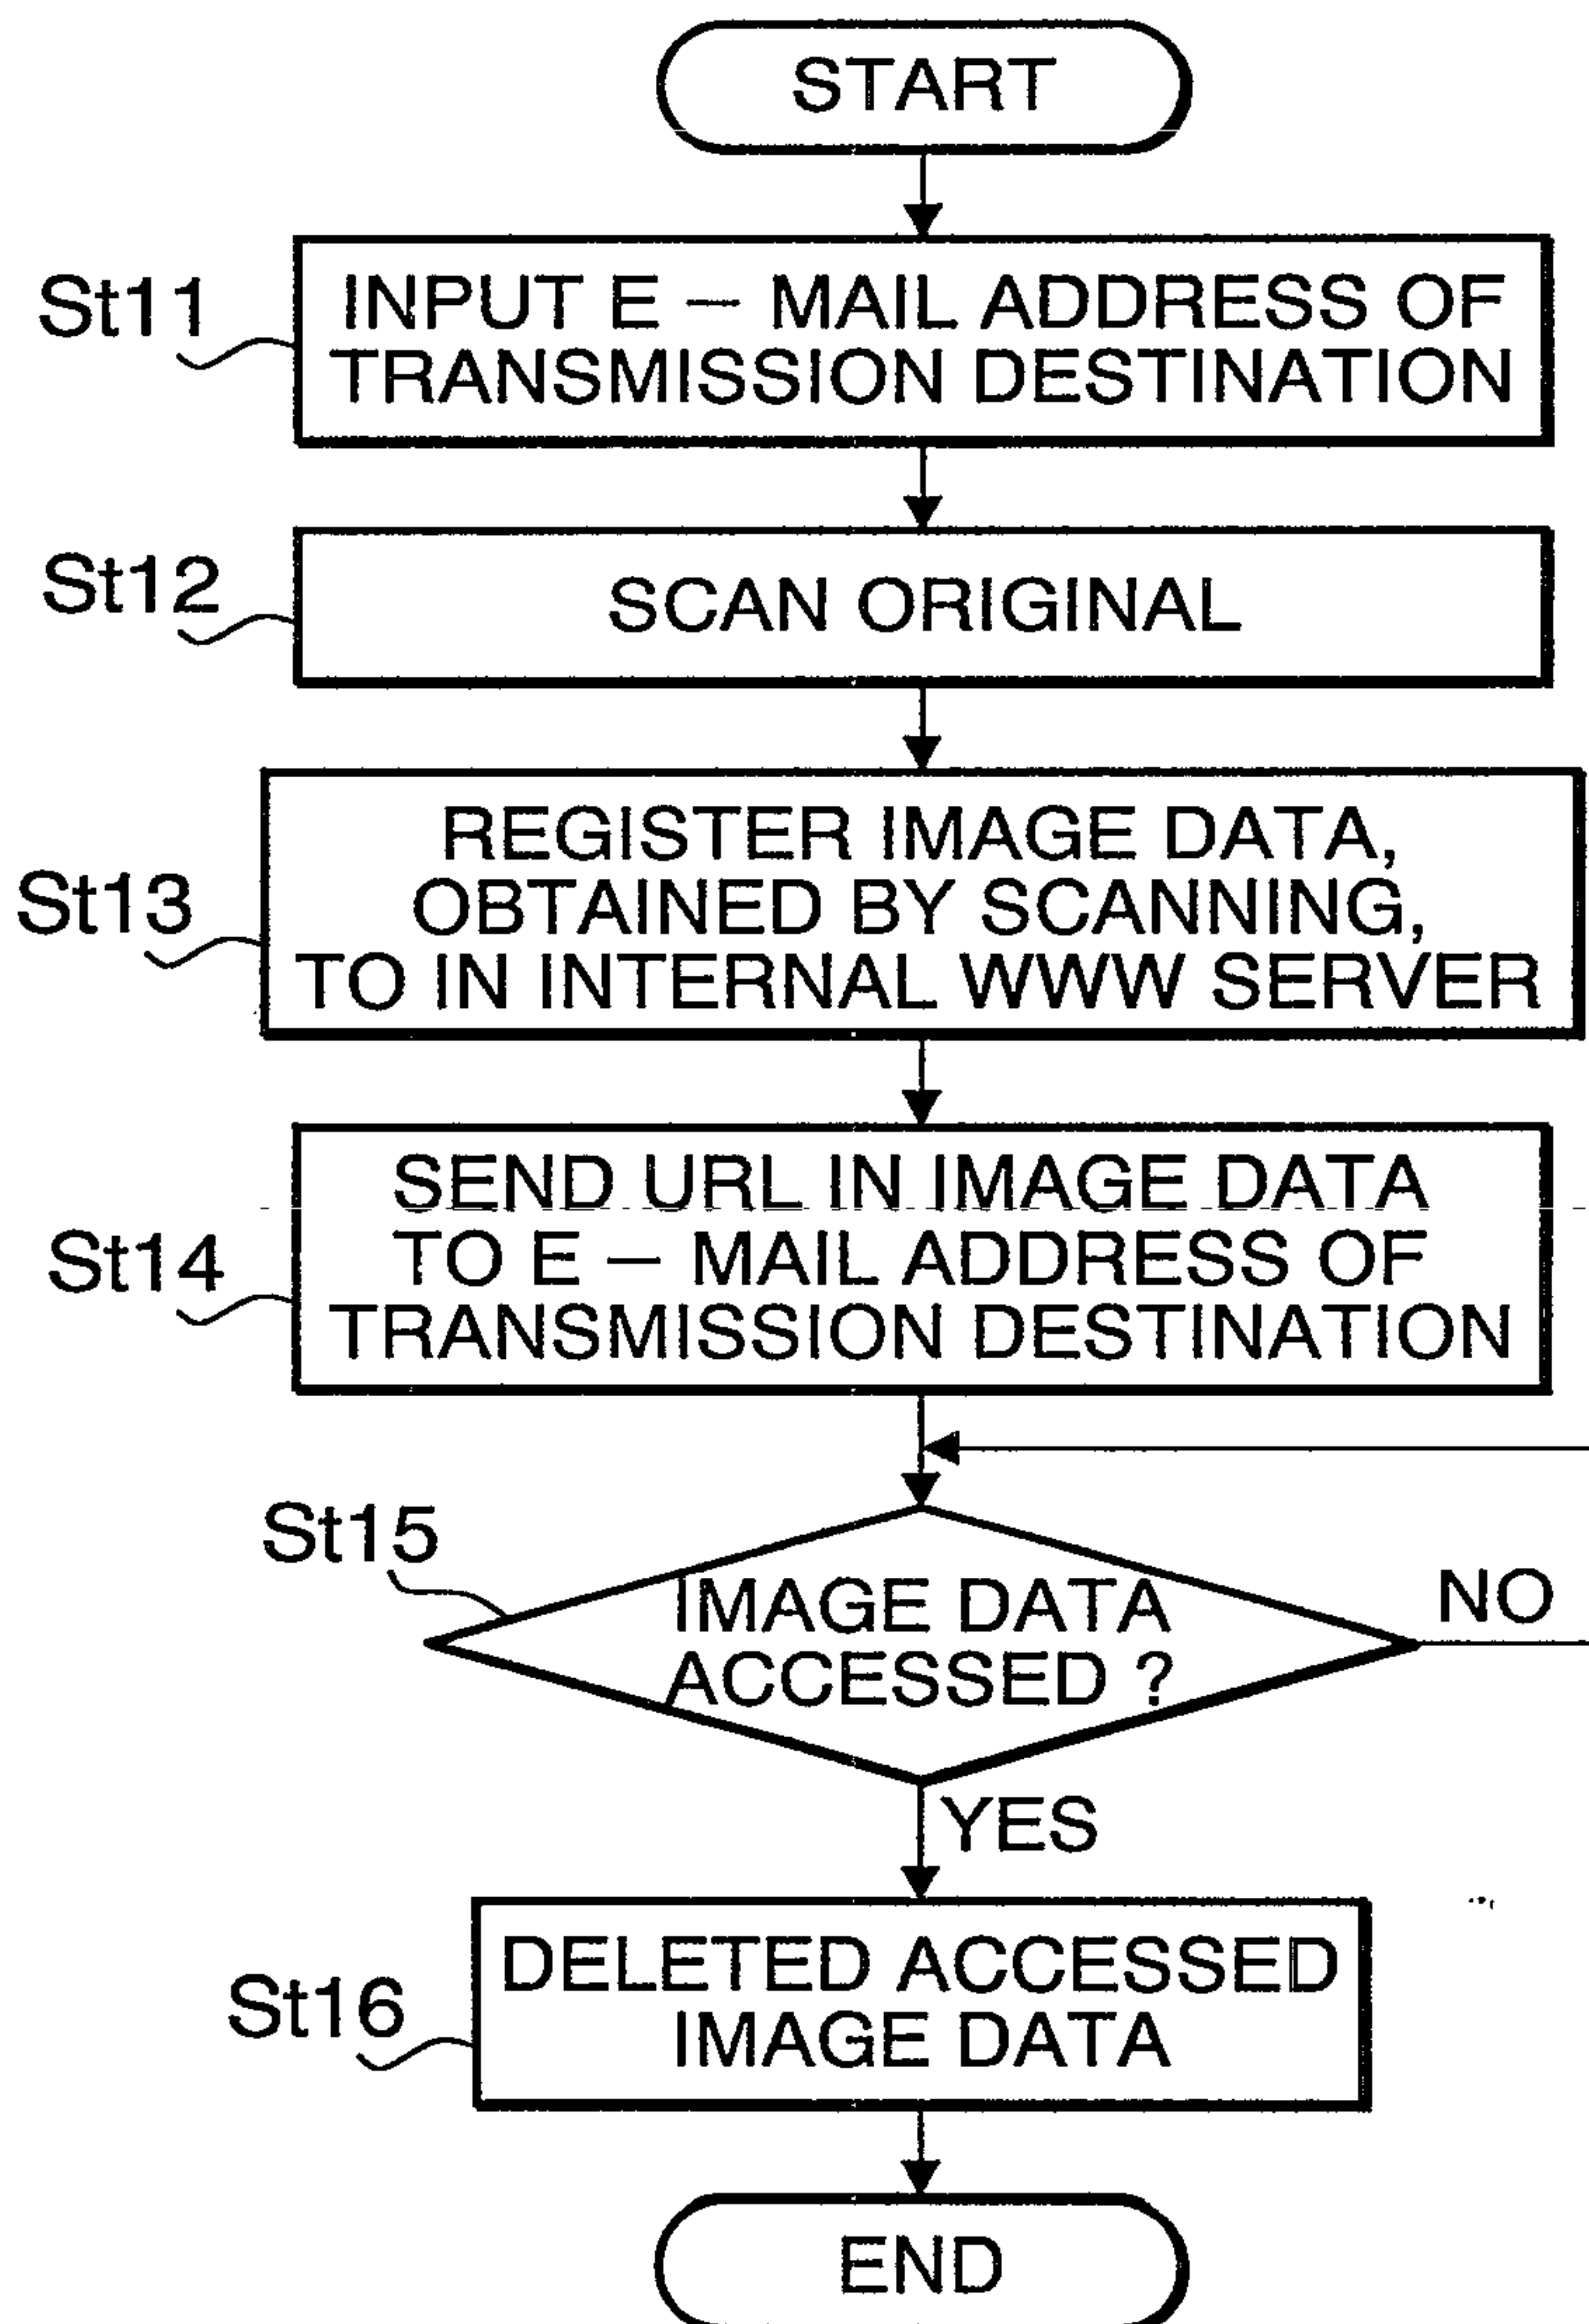 START
St11
INPUT E – MAIL ADDRESS OF
TRANSMISSION DESTINATION
St12
SCAN ORIGINAL
St13
REGISTER IMAGE DATA,
OBTAINED BY SCANNING,
TO IN INTERNAL WWW SERVER
St14
SEND URL IN IMAGE DATA
TO E – MAIL ADDRESS OF
TRANSMISSION DESTINATION
St15
IMAGE DATA
ACCESSED ?
NO
YES
St16
DELETED ACCESSED
IMAGE DATA
END